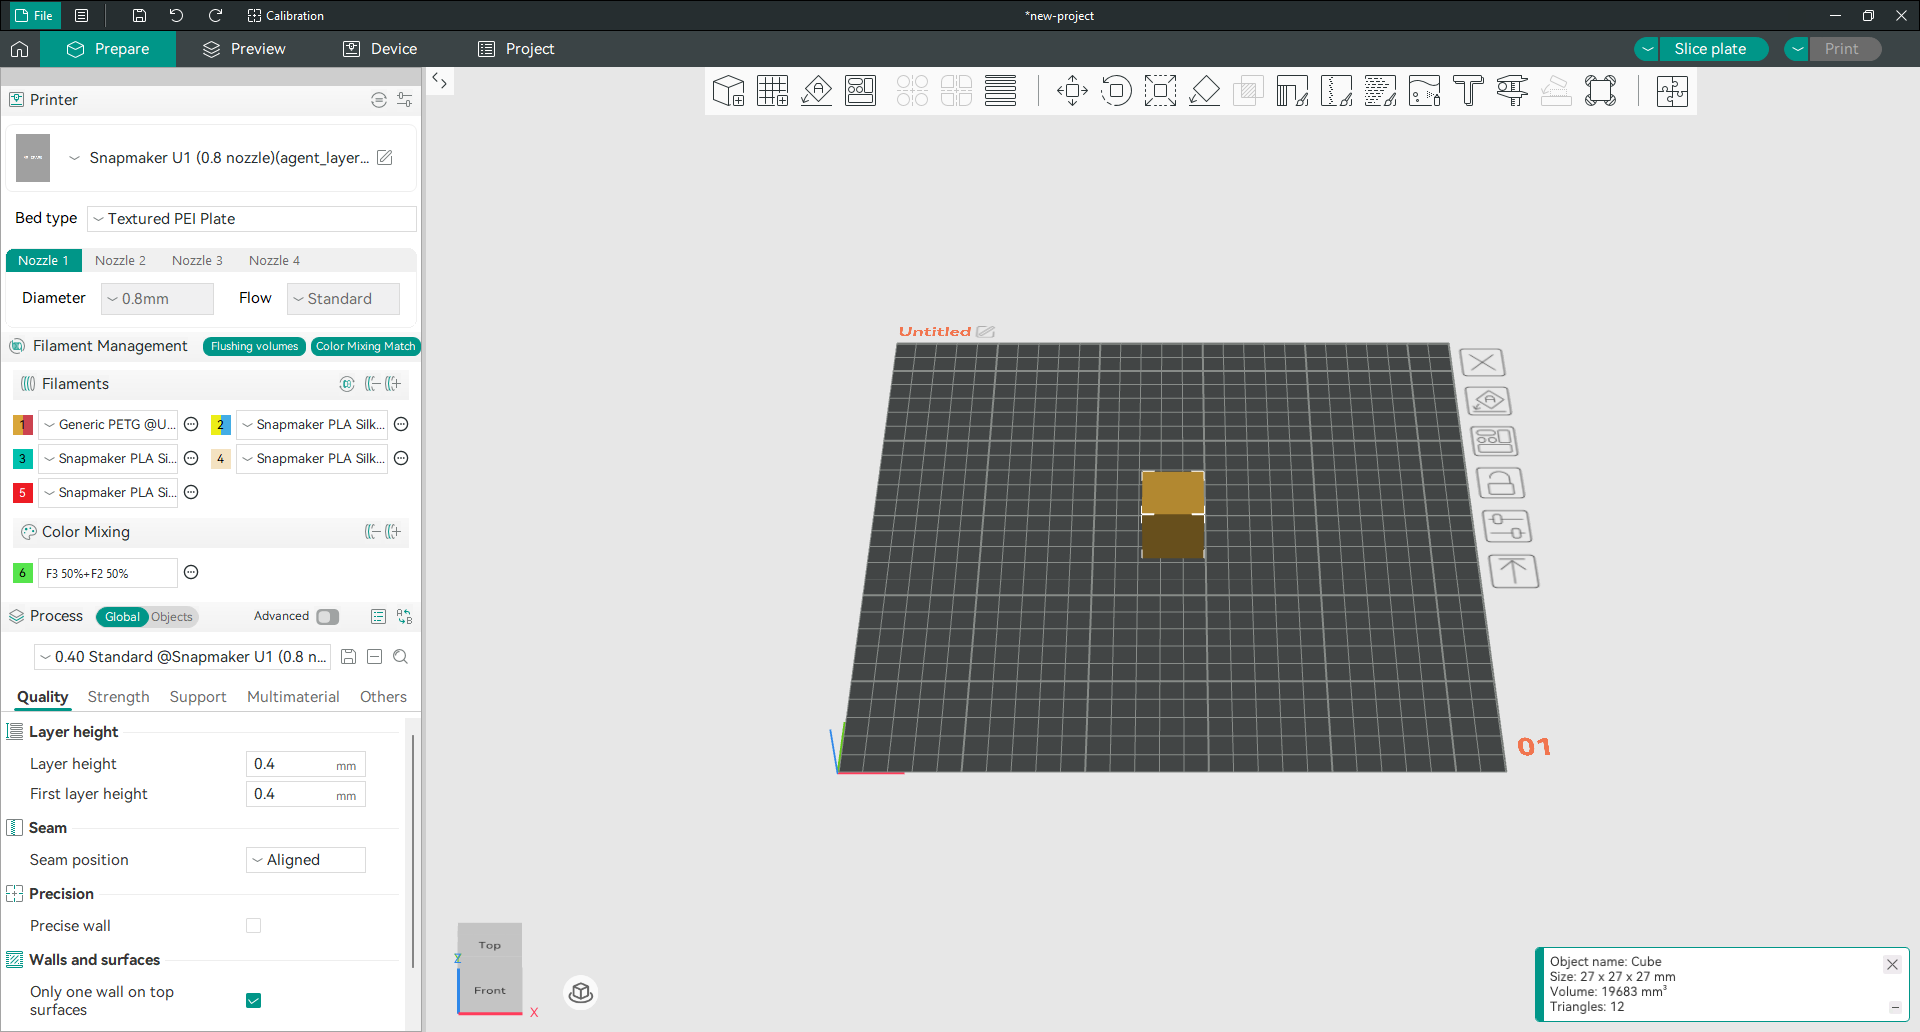 File
Calibration
*new-project
Prepare
Preview
Device
Project
Slice plate
Print
Printer
Snapmaker U1 (0.8 nozzle)(agent_layer...
Bed type
Textured PEI Plate
Nozzle 1
Nozzle 2
Nozzle 3
Nozzle 4
Diameter
0.8mm
Flow
Standard
Filament Management
Flushing volumes
Color Mixing Match
Filaments
1
Generic PETG @U...
2
Snapmaker PLA Silk...
3
Snapmaker PLA Si...
4
Snapmaker PLA Silk...
5
Snapmaker PLA Si...
Color Mixing
6
F3 50%+F2 50%
Process
Global
Objects
Advanced
0.40 Standard @Snapmaker U1 (0.8 n...
Quality
Strength
Support
Multimaterial
Others
Layer height
Layer height
0.4
mm
First layer height
0.4
mm
Seam
Seam position
Aligned
Precision
Precise wall
Walls and surfaces
Only one wall on top
surfaces
Untitled
01
Top
Z
Front
X
Object name: Cube
Size: 27 x 27 x 27 mm
Volume: 19683 mm³
Triangles: 12